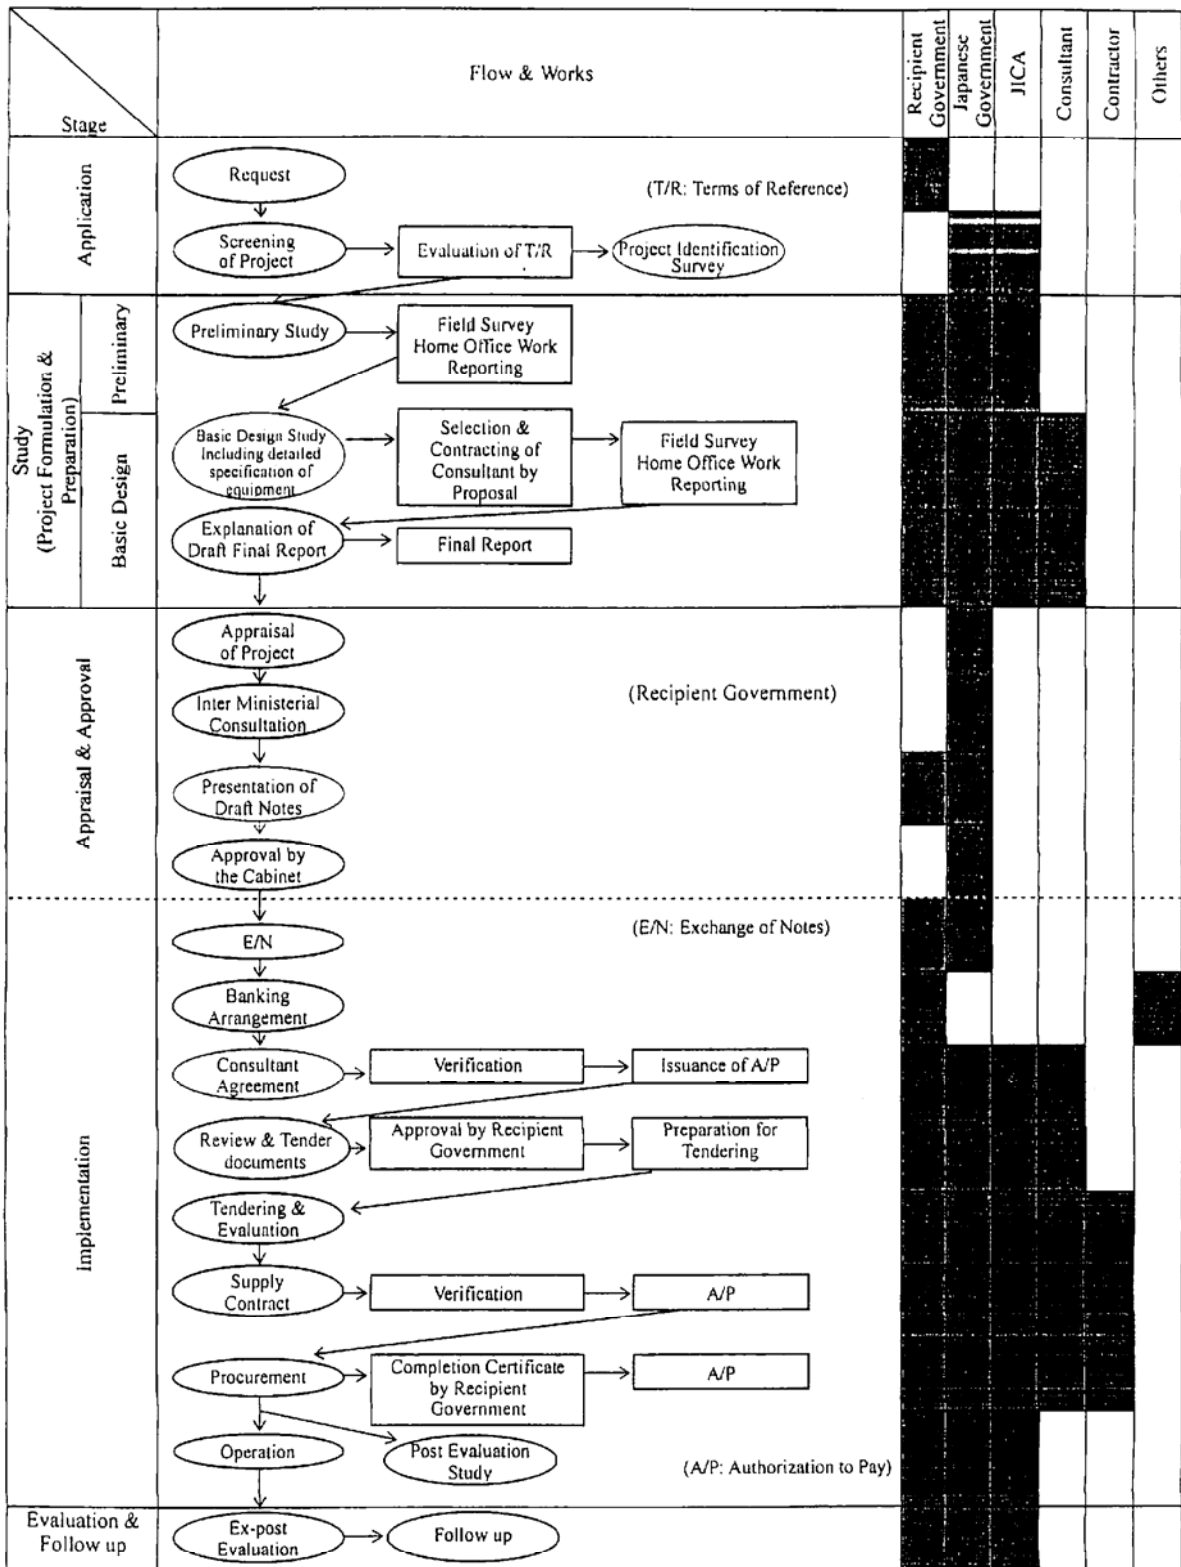 Stage
Flow & Works
Recipient
Government
Japanese
Government
JICA
Consultant
Contractor
Others
Application
Request
(T/R: Terms of Reference)
Screening
of Project
Evaluation of T/R
Project Identification
Survey
Study
(Project Formulation &
Preparation)
Preliminary
Preliminary Study
Field Survey
Home Office Work
Reporting
Basic Design
Basic Design Study
Including detailed
specification of
equipment
Selection &
Contracting of
Consultant by
Proposal
Field Survey
Home Office Work
Reporting
Explanation of
Draft Final Report
Final Report
Appraisal & Approval
Appraisal
of Project
Inter Ministerial
Consultation
(Recipient Government)
Presentation of
Draft Notes
Approval by
the Cabinet
Implementation
E/N
(E/N: Exchange of Notes)
Banking
Arrangement
Consultant
Agreement
Verification
Issuance of A/P
Review & Tender
documents
Approval by Recipient
Government
Preparation for
Tendering
Tendering &
Evaluation
Supply
Contract
Verification
A/P
Procurement
Completion Certificate
by Recipient
Government
A/P
Operation
Post Evaluation
Study
(A/P: Authorization to Pay)
Evaluation &
Follow up
Ex-post
Evaluation
Follow up